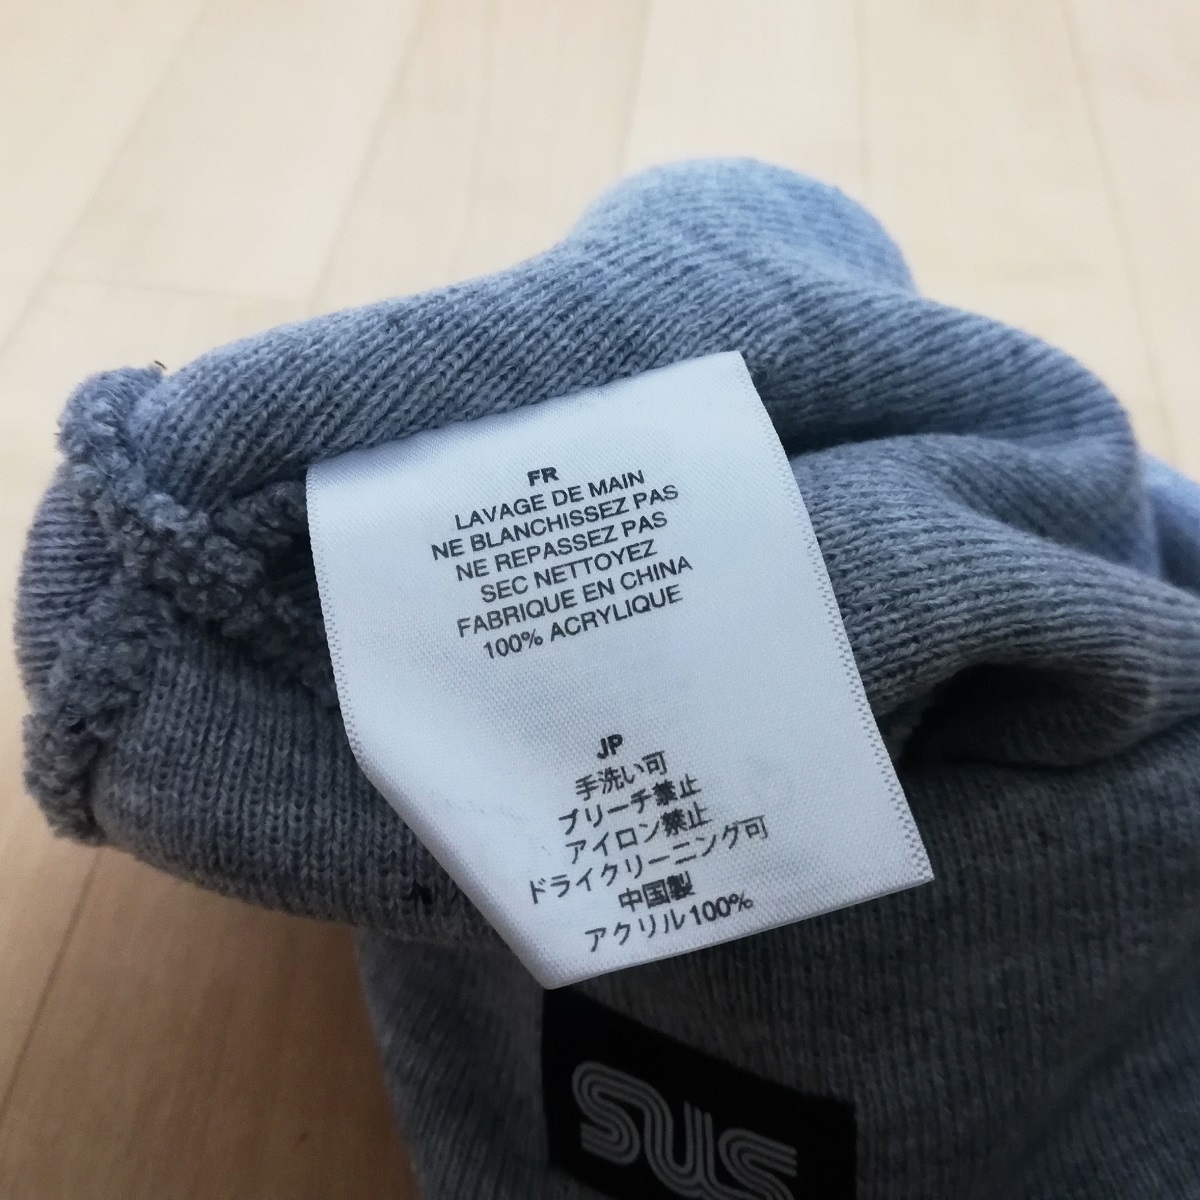 FR
LAVAGE DE MAIN
NE BLANCHISSEZ PAS
NE REPASSEZ PAS
SEC NETTOYEZ
FABRIQUE EN CHINA
100% ACRYLIQUE
JP
手洗い可
ブリーチ禁止
アイロン禁止
ドライクリーニング可
中国製
アクリル100%
SUS